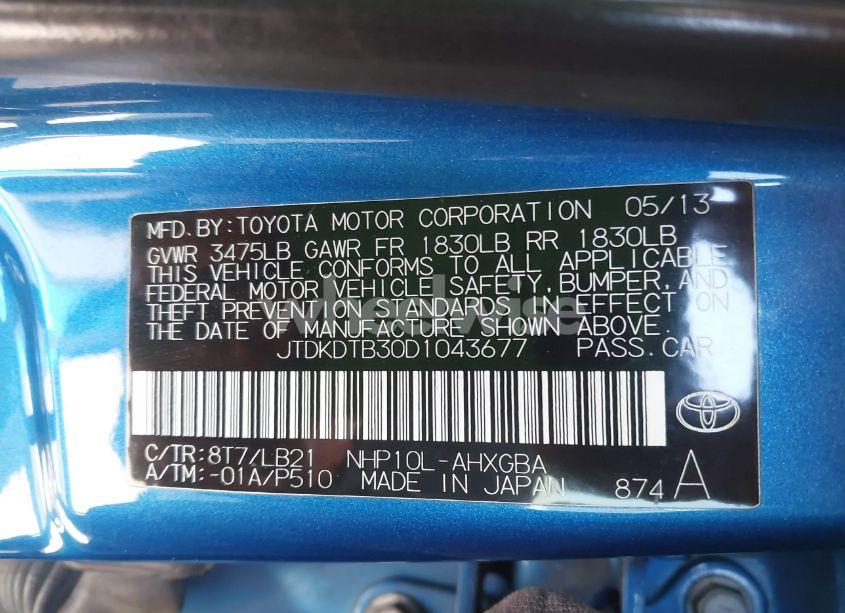 MFD.BY:TOYOTA MOTOR CORPORATION 05/13
GVWR 3475LB GAWR FR 1830LB RR 1830LB
THIS VEHICLE CONFORMS TO ALL APPLICABLE
FEDERAL MOTOR VEHICLE SAFETY,BUMPER,AND
THEFT PREVENTION STANDARDS IN EFFECT ON
THE DATE OF MANUFACTURE SHOWN ABOVE.
JTDKDTB30D1043677 PASS.CAR
C/TR:8T7/LB21 NHP10L-AHXGBA
A/TM:-01A/P510 MADE IN JAPAN 874 A